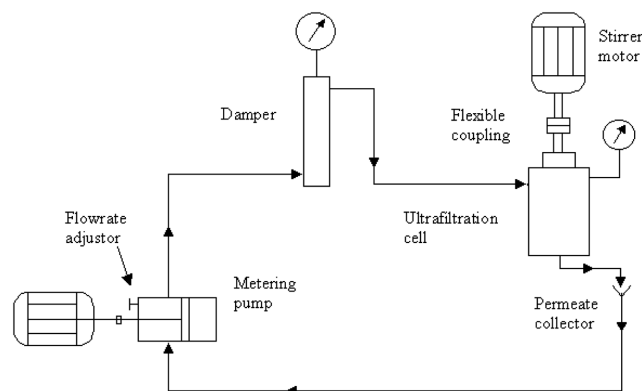 Stirrer
motor
Damper
Flexible
coupling
Flowrate
adjustor
Ultrafiltration
cell
Metering
pump
Permeate
collector